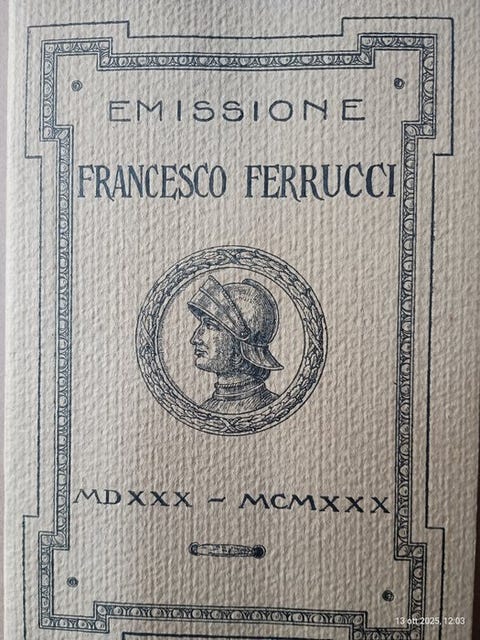 EMISSIONE
FRANCESCO FERRUCCI
MDXXX - MCMXXX
13 ott 2025, 12:03